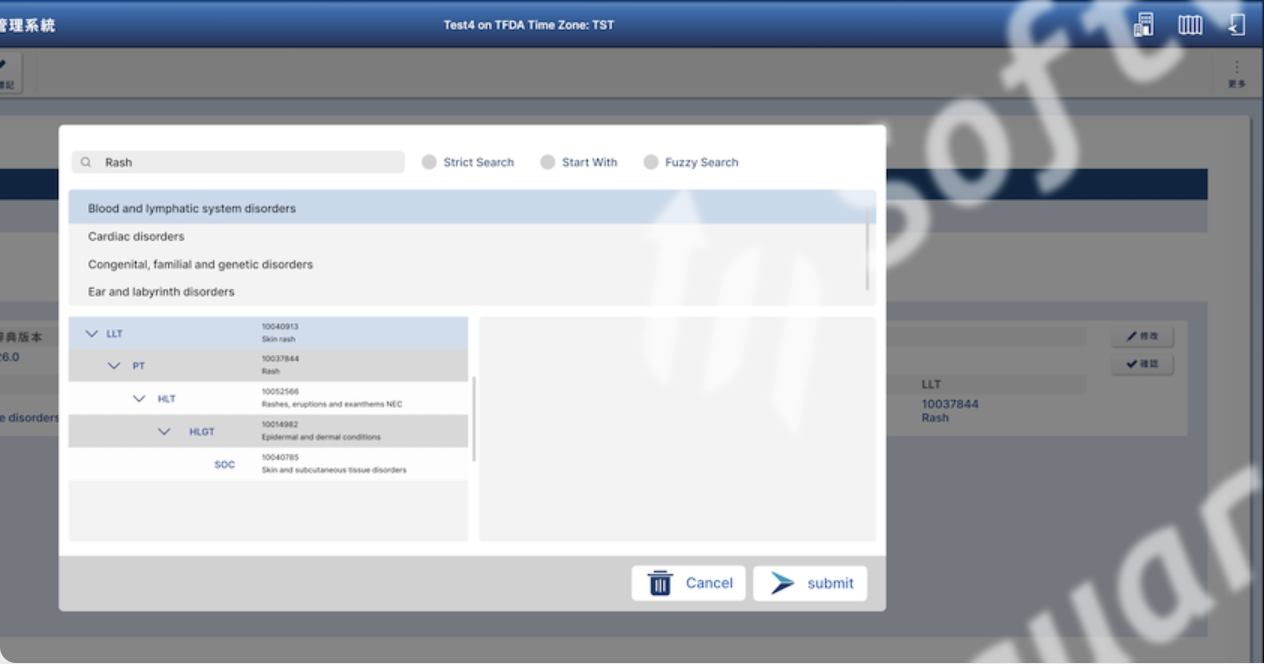 管理系統
Test4 on TFDA Time Zone: TST
更多
Rash
Strict Search
Start With
Fuzzy Search
Blood and lymphatic system disorders
Cardiac disorders
Congenital, familial and genetic disorders
Ear and labyrinth disorders
LLT
10040913
Skin rash
PT
10037844
Rash
HLT
10052566
Rashes, eruptions and exanthems NEC
HLGT
10014982
Epidermal and dermal conditions
SOC
10040785
Skin and subcutaneous tissue disorders
典版本
6.0
e disorders
修改
確認
LLT
10037844
Rash
Cancel
submit
Soft
quar